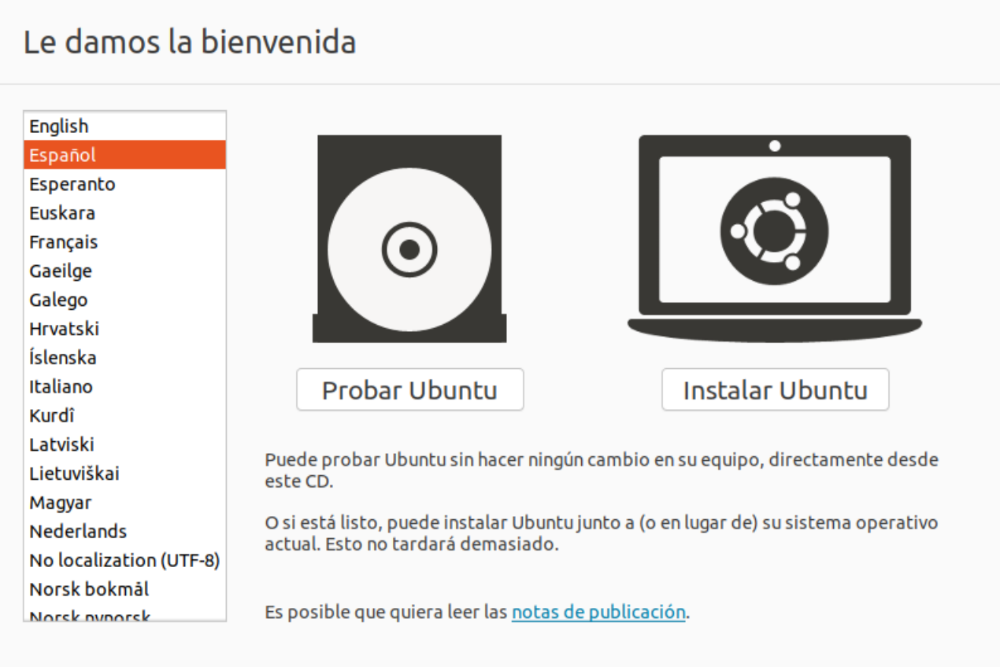 Le damos la bienvenida
English
Español
Esperanto
Euskara
Français
Gaeilge
Galego
Hrvatski
Íslenska
Italiano
Kurdî
Latviski
Lietuviškai
Magyar
Nederlands
No localization (UTF-8)
Norsk bokmål
Norsk nynorsk
Probar Ubuntu
Instalar Ubuntu
Puede probar Ubuntu sin hacer ningún cambio en su equipo, directamente desde
este CD.
O si está listo, puede instalar Ubuntu junto a (o en lugar de) su sistema operativo
actual. Esto no tardará demasiado.
Es posible que quiera leer las notas de publicación.